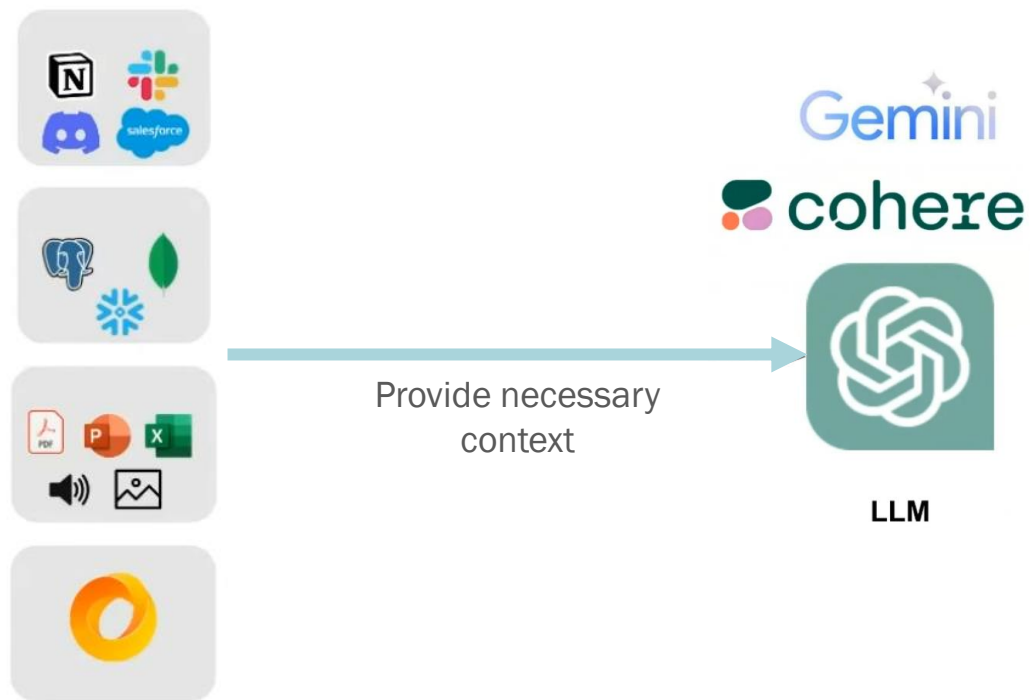 N
salesforce
Gemini
cohere
Provide necessary
context
PDF
P
X
LLM